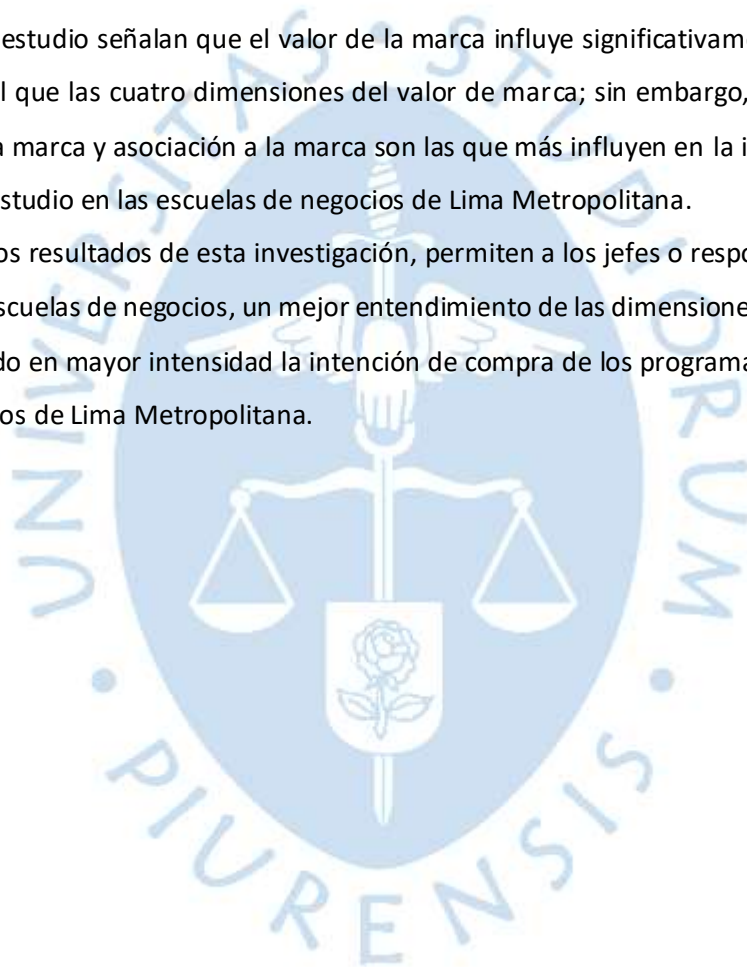 estudio señalan que el valor de la marca influye significativam
l que las cuatro dimensiones del valor de marca; sin embargo,
a marca y asociación a la marca son las que más influyen en la i
studio en las escuelas de negocios de Lima Metropolitana.
os resultados de esta investigación, permiten a los jefes o respo
scuelas de negocios, un mejor entendimiento de las dimensione
do en mayor intensidad la intención de compra de los programa
os de Lima Metropolitana.
UNIVERSITAS • STUDIORUM • PIURENSIS •